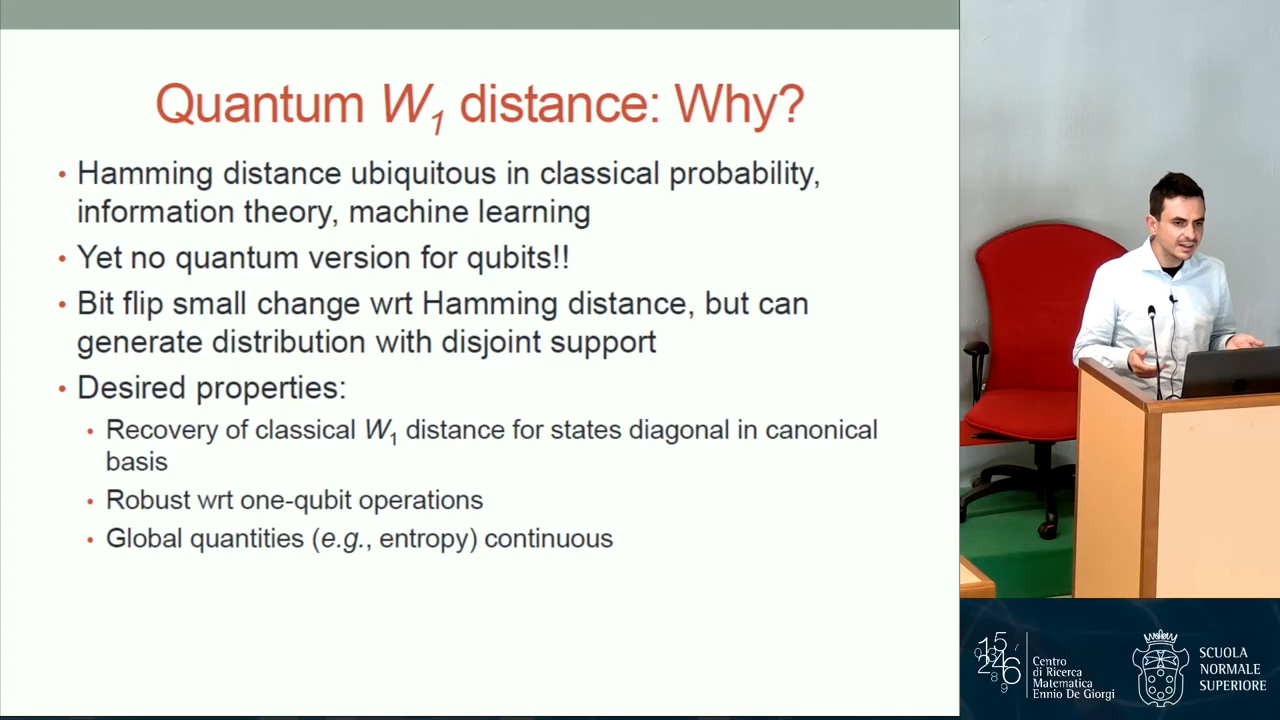 Quantum W1 distance: Why?
• Hamming distance ubiquitous in classical probability,
information theory, machine learning
• Yet no quantum version for qubits!!
• Bit flip small change wrt Hamming distance, but can
generate distribution with disjoint support
• Desired properties:
• Recovery of classical W1 distance for states diagonal in canonical
basis
• Robust wrt one-qubit operations
• Global quantities (e.g., entropy) continuous
Centro
di Ricerca
Matematica
Ennio De Giorgi
SCUOLA
NORMALE
SUPERIORE